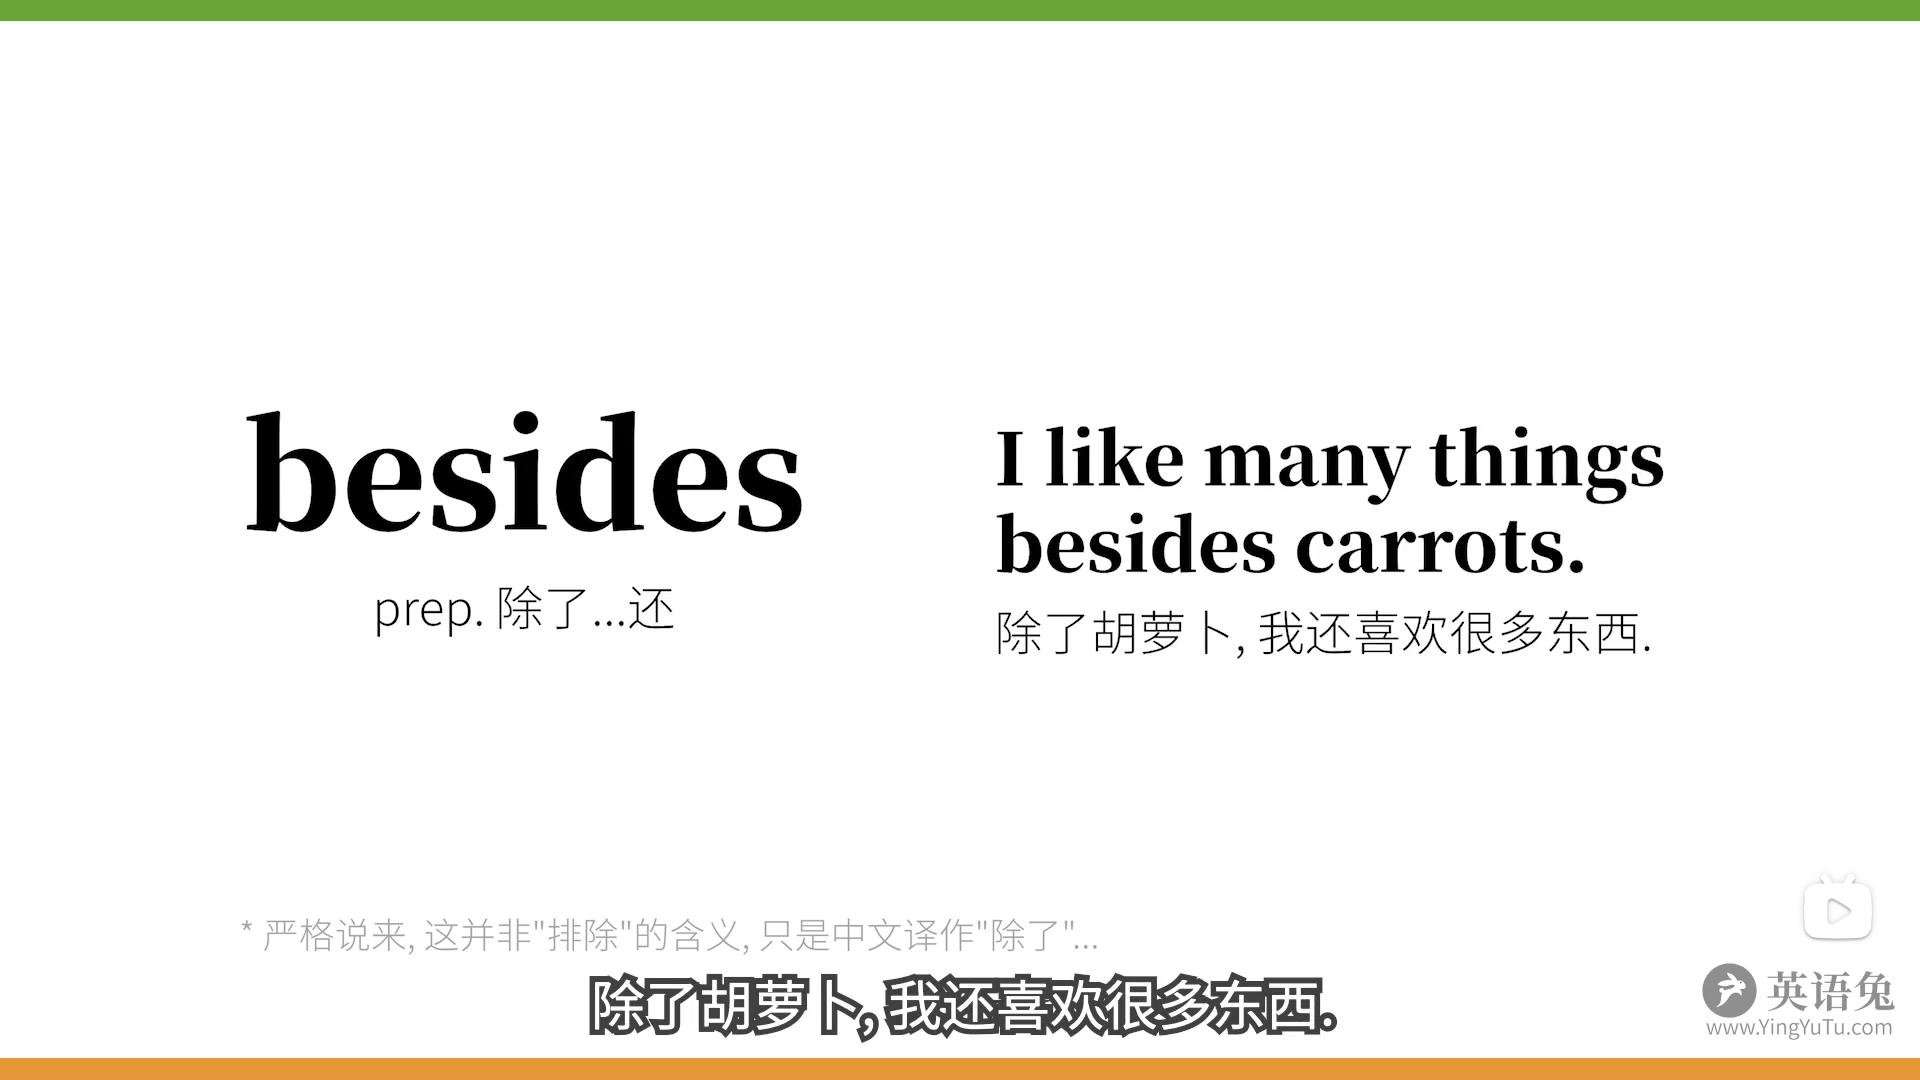 besides
prep. 除了...还
I like many things
besides carrots.
除了胡萝卜, 我还喜欢很多东西.
* 严格说来, 这并非"排除"的含义, 只是中文译作"除了"...
除了胡萝卜, 我还喜欢很多东西.
英语兔
www.YingYuTu.com